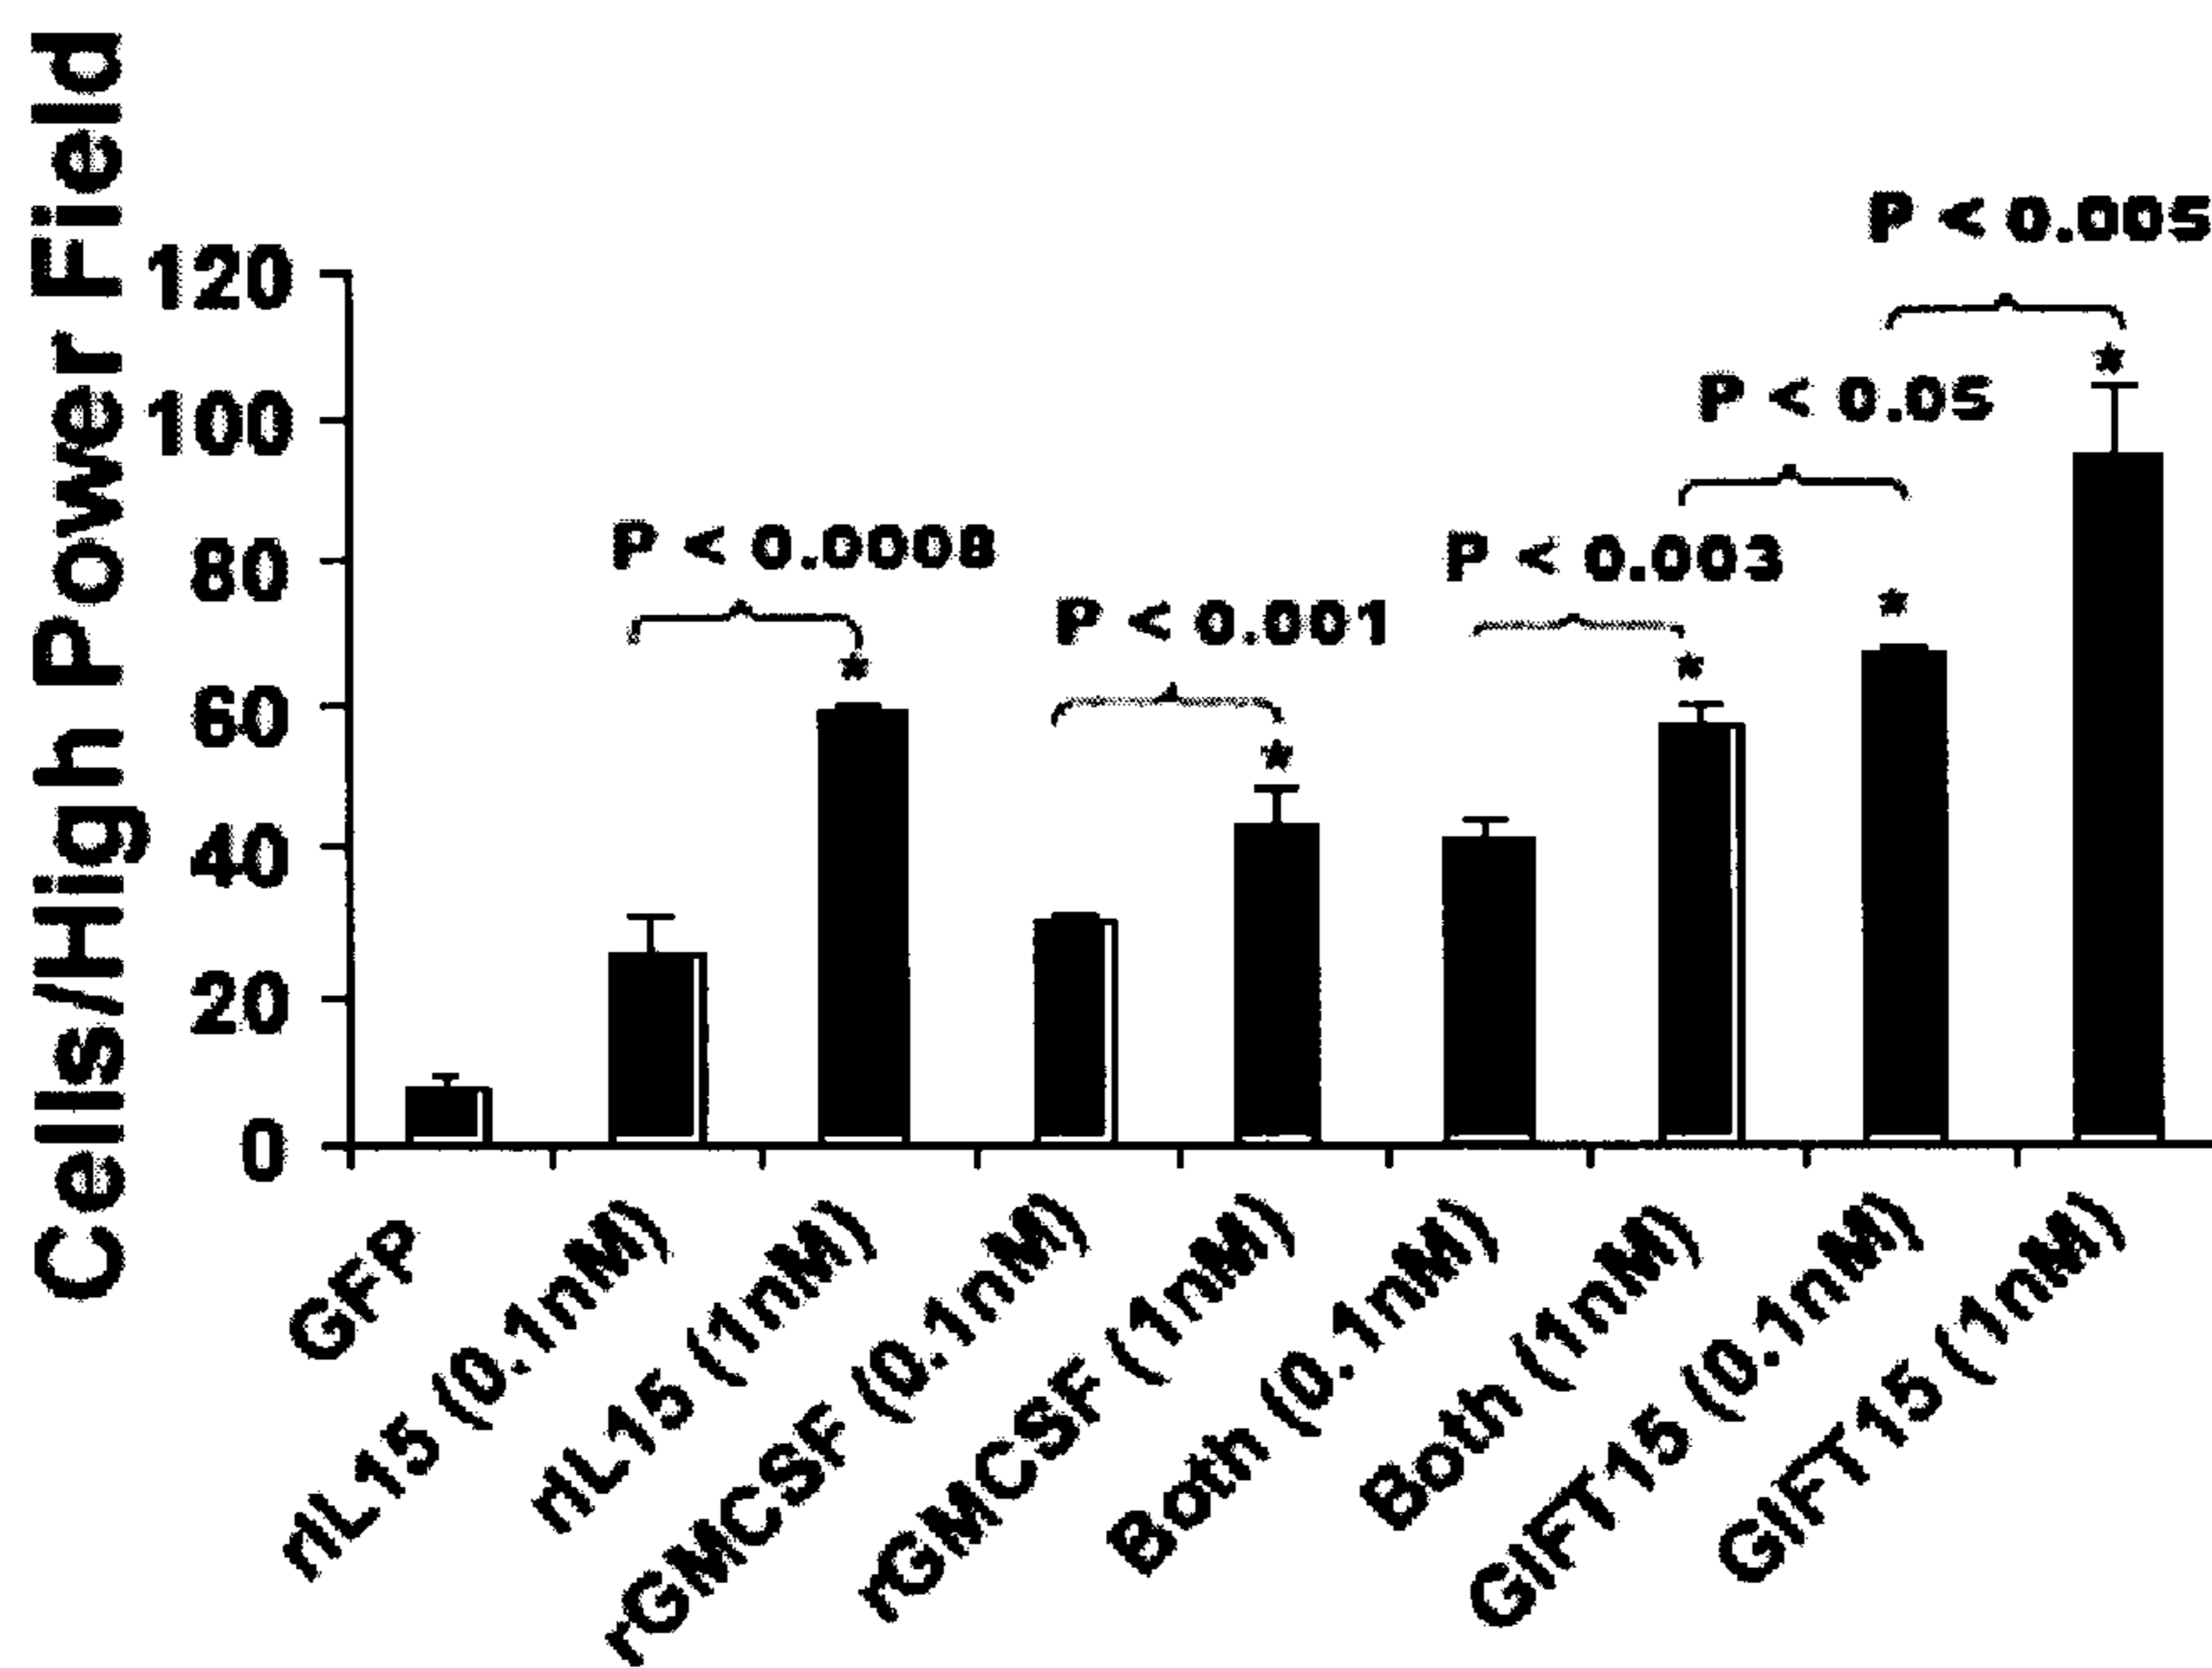 Cells/High Power Field
120
100
80
60
40
20
0
P < 0.0008
P < 0.001
P < 0.003
P < 0.05
P < 0.005
*
*
*
*
*
GFP
rIL15 (0.1nM)
rIL15 (1nM)
rGMCSF (0.1nM)
rGMCSF (1nM)
Both (0.1nM)
Both (1nM)
GIFT15 (0.1nM)
GIFT15 (1nM)